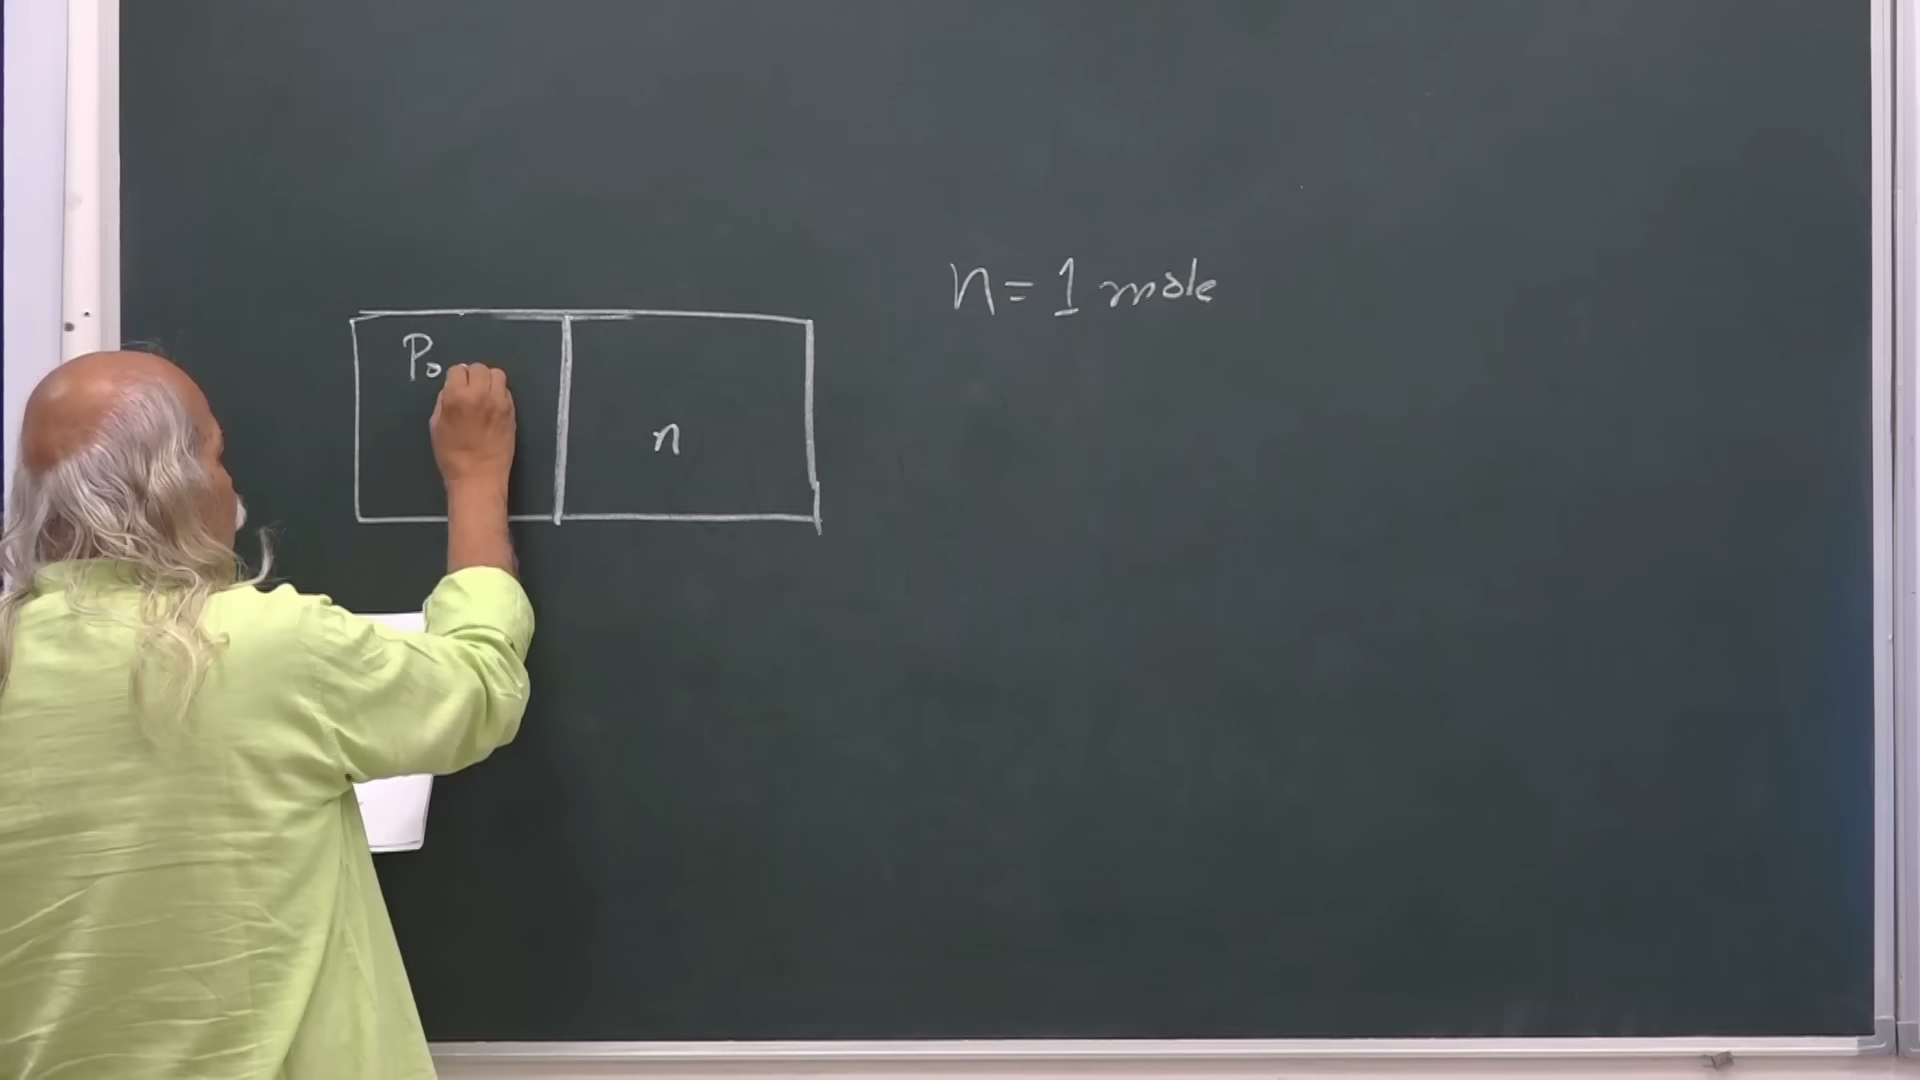 n = 1 mole
P₀
n